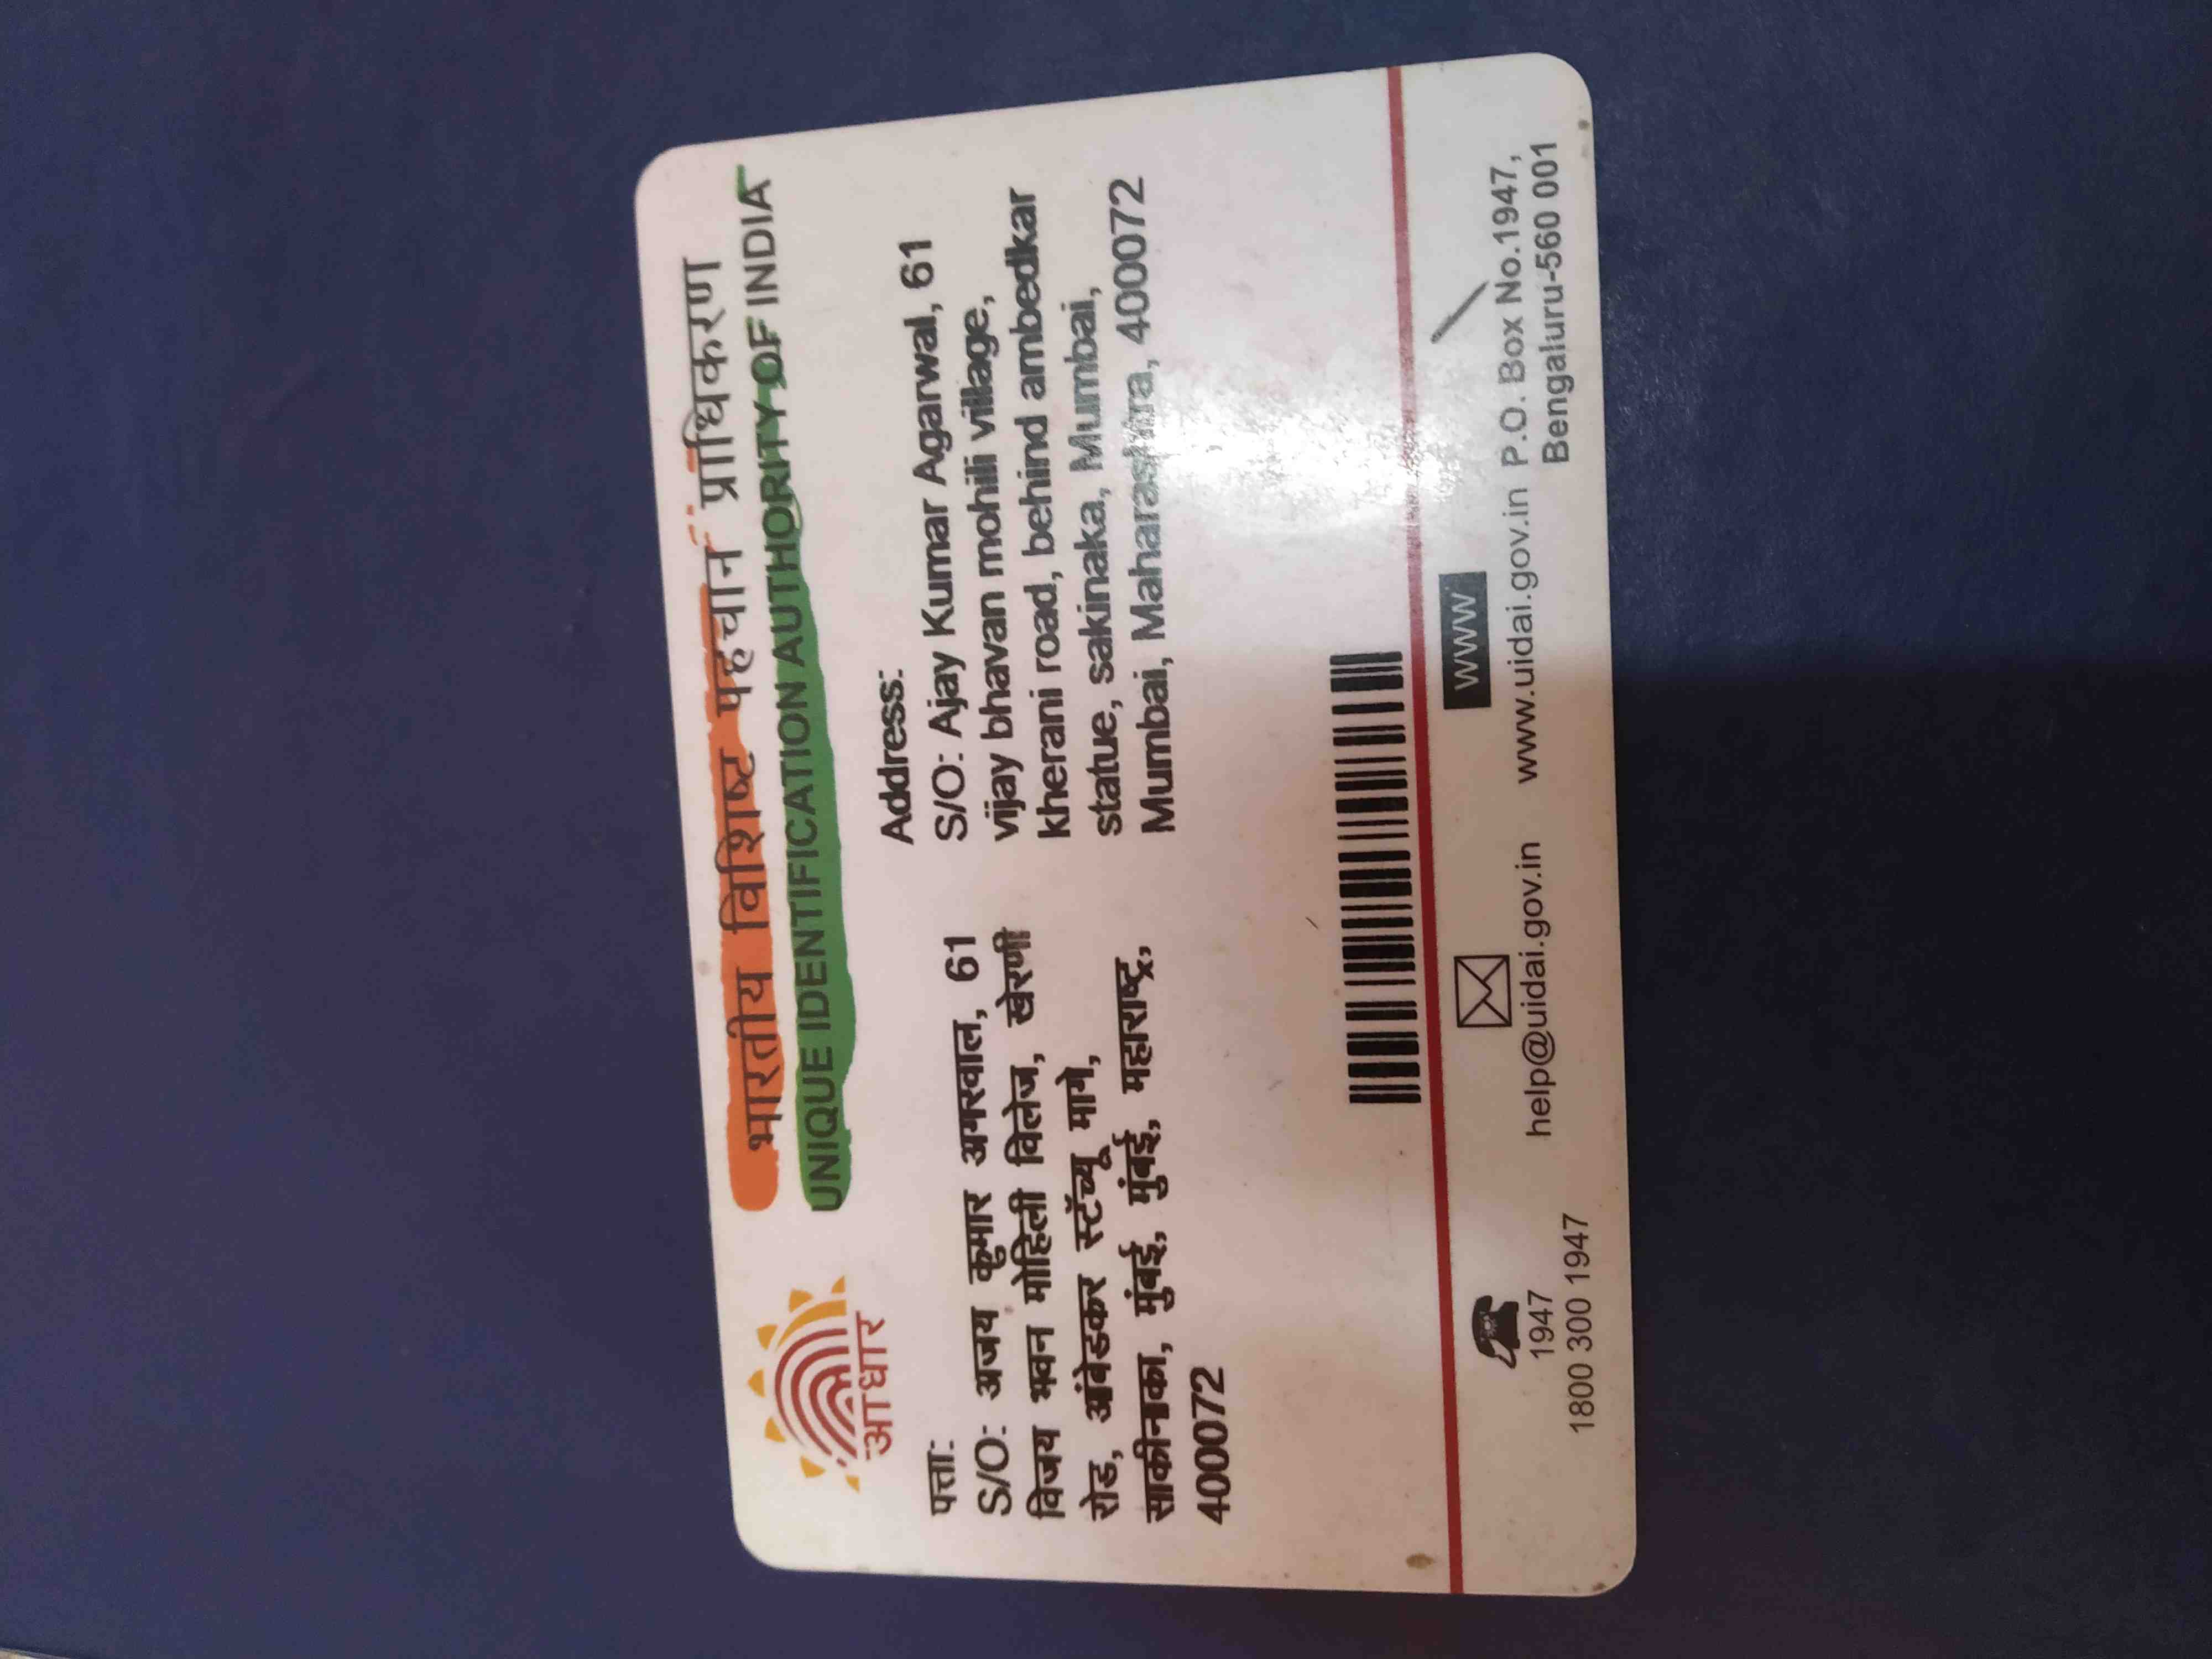 भारतीय विशिष्ट पहचान प्राधिकरण
UNIQUE IDENTIFICATION AUTHORITY OF INDIA
आधार
पत्ता:
S/O: अजय कुमार अगरवाल, 61
विजय भवन मोहिली विलेज, खेरणी
रोड, आंबेडकर स्टॅच्यू मागे,
साकीनाका, मुंबई, मुंबई, महाराष्ट्र,
400072
Address:
S/O: Ajay Kumar Agarwal, 61
vijay bhavan mohili village,
kherani road, behind ambedkar
statue, sakinaka, Mumbai,
Mumbai, Maharashtra, 400072
1947
1800 300 1947
help@uidai.gov.in
WWW
www.uidai.gov.in
P.O. Box No.1947,
Bengaluru-560 001